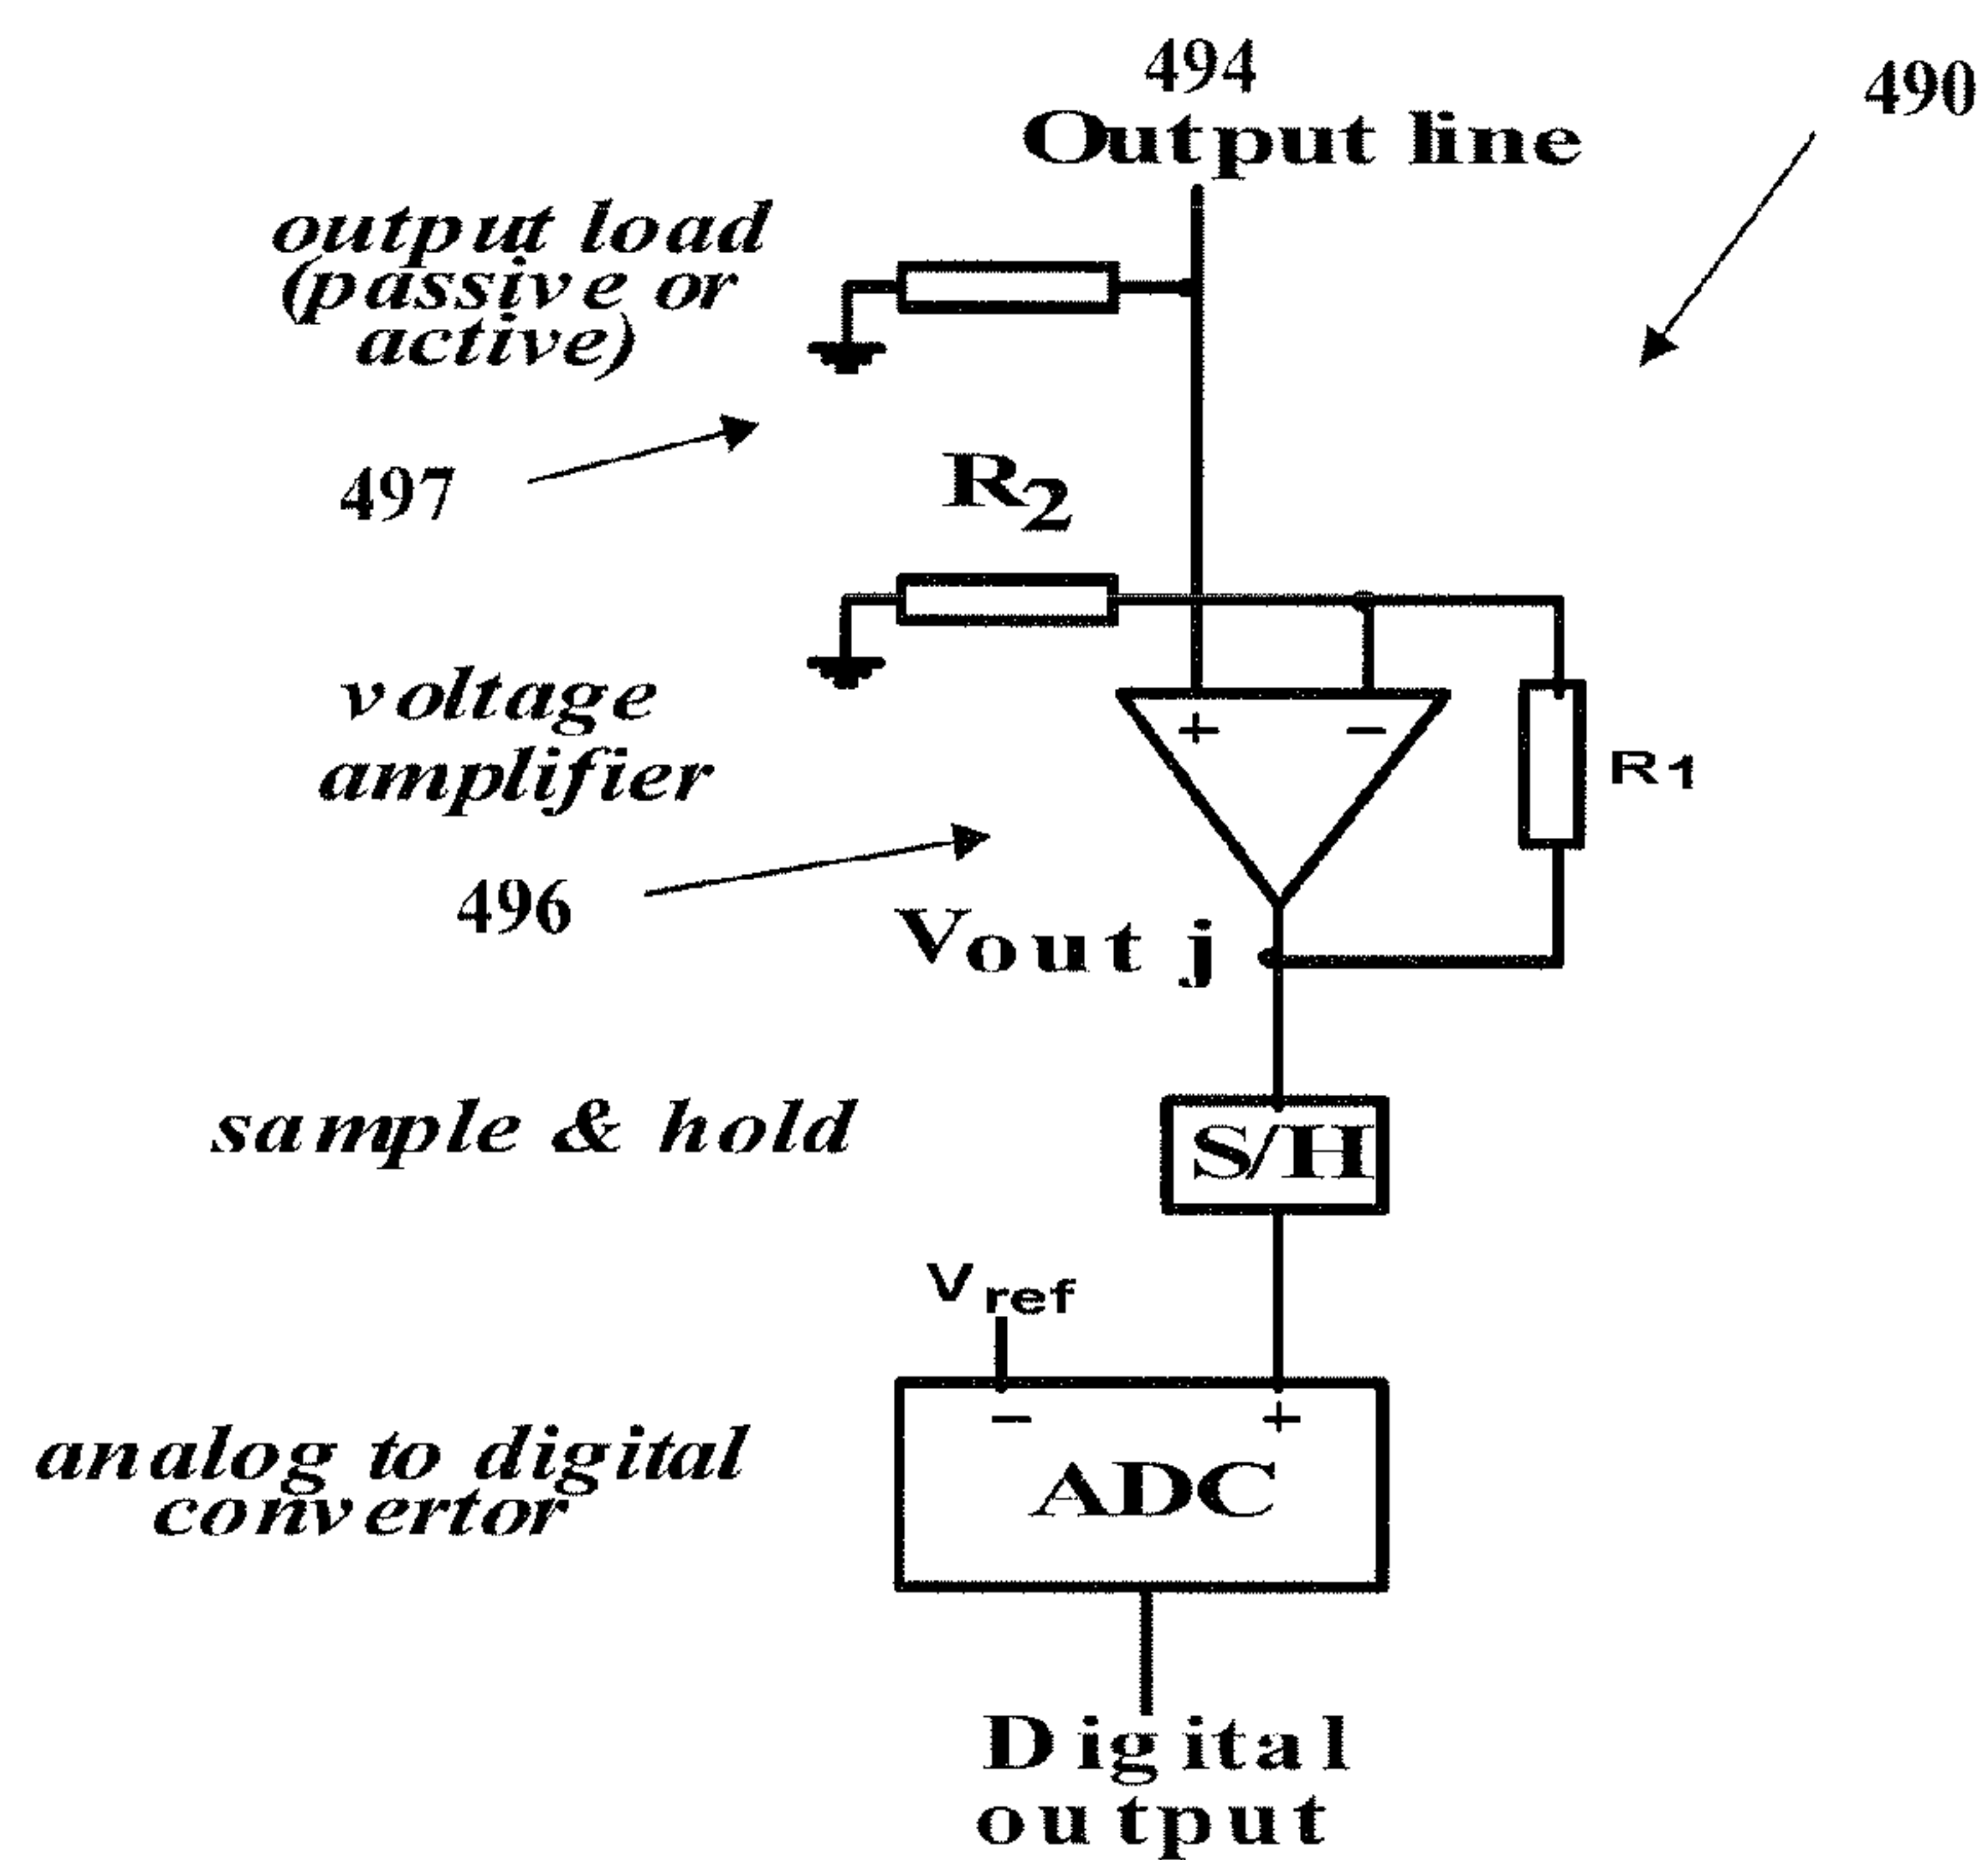 494
490
Output line
output load
(passive or
active)
497
R2
voltage
amplifier
+ −
R1
496
Vout j
sample & hold
S/H
Vref
− +
analog to digital
convertor
ADC
Digital
output